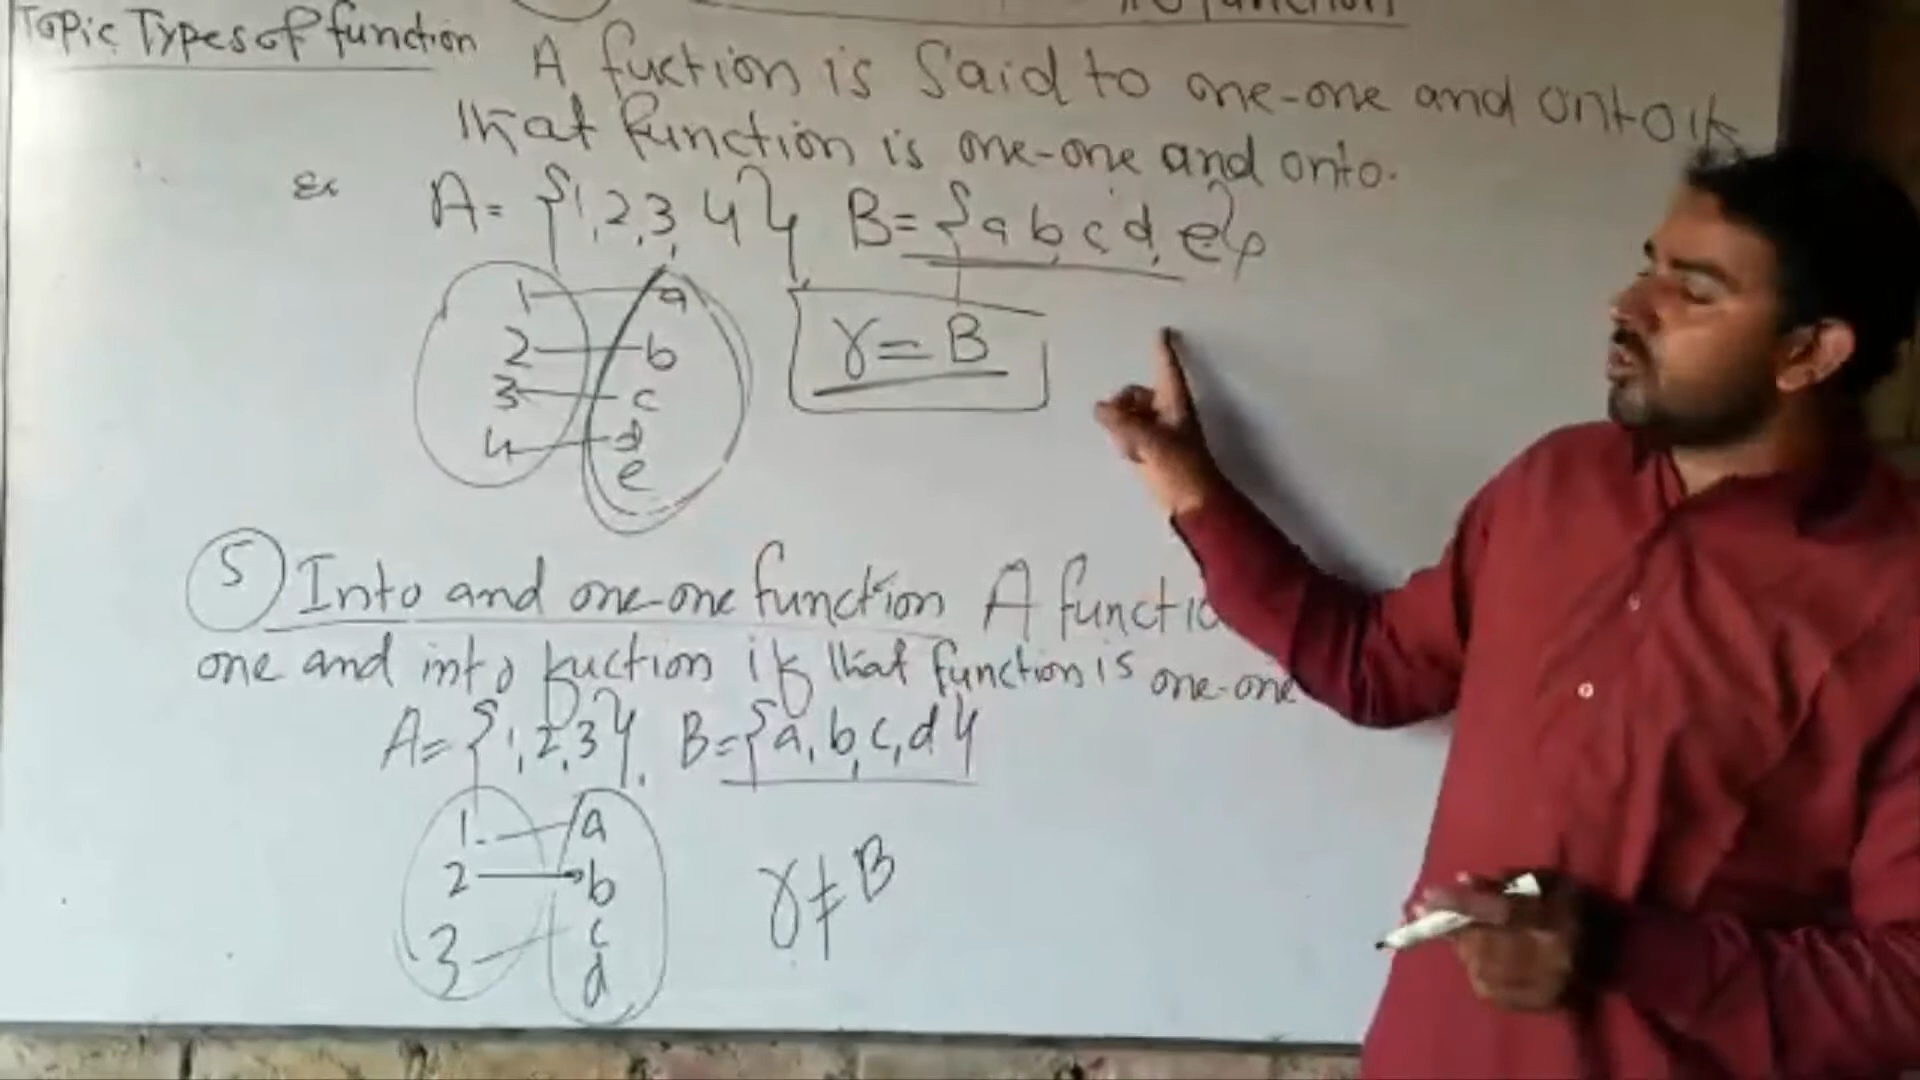 Topic Types of function
function
A fuction is Said to one-one and onto if
that function is one-one and onto.
Ex A = {1,2,3,4} B = {a b, c d, e}
1 a
2 b
3 c
4 d
e
γ = B
5 Into and one-one function A functio
one and into fuction if that function is one-one
A = {1,2,3}, B = {a, b, c, d}
1 a
2 b
3 c
d
γ ≠ B